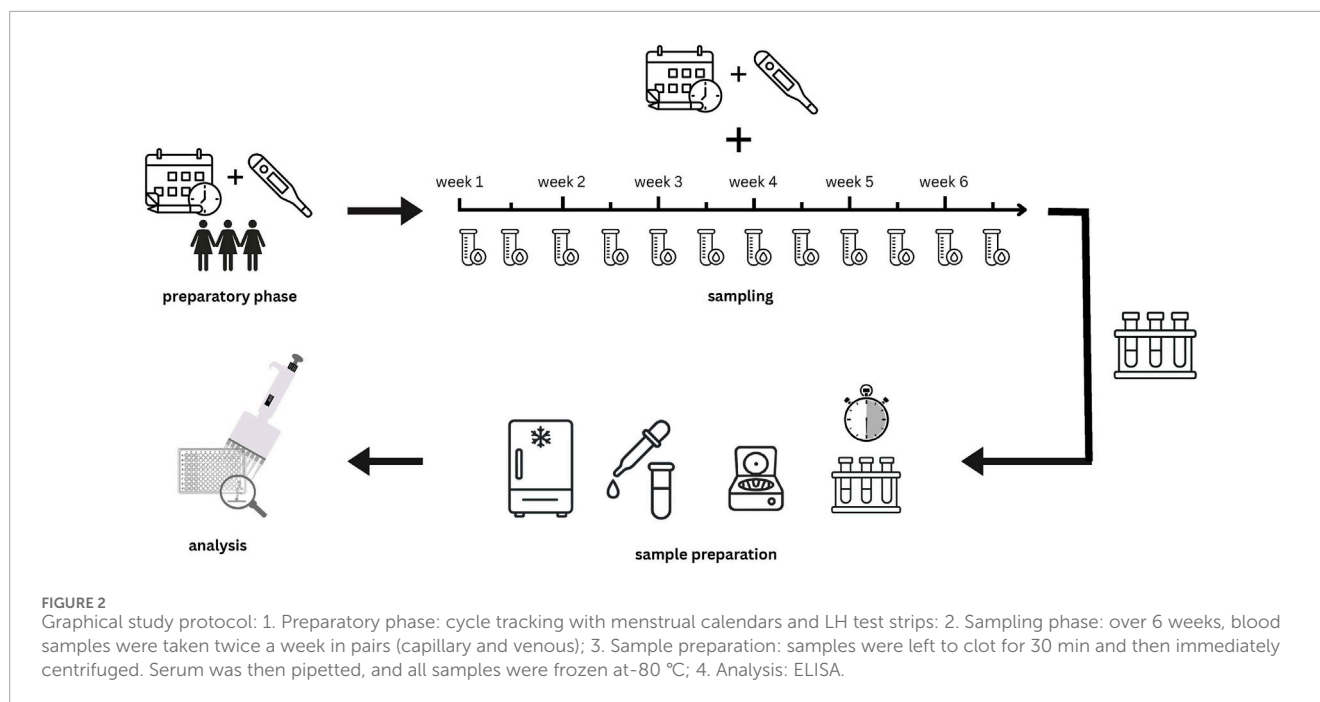 week 1 week 2 week 3 week 4 week 5 week 6
preparatory phase
sampling
analysis
sample preparation
FIGURE 2
Graphical study protocol: 1. Preparatory phase: cycle tracking with menstrual calendars and LH test strips: 2. Sampling phase: over 6 weeks, blood
samples were taken twice a week in pairs (capillary and venous); 3. Sample preparation: samples were left to clot for 30 min and then immediately
centrifuged. Serum was then pipetted, and all samples were frozen at-80 °C; 4. Analysis: ELISA.